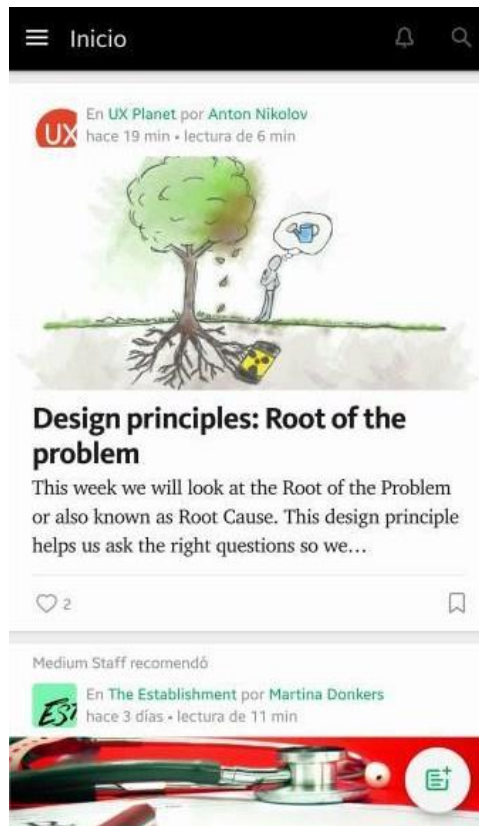 Inicio
En UX Planet por Anton Nikolov
UX
hace 19 min • lectura de 6 min
Design principles: Root of the
problem
This week we will look at the Root of the Problem
or also known as Root Cause. This design principle
helps us ask the right questions so we...
2
Medium Staff recomendó
En The Establishment por Martina Donkers
EST
hace 3 días • lectura de 11 min